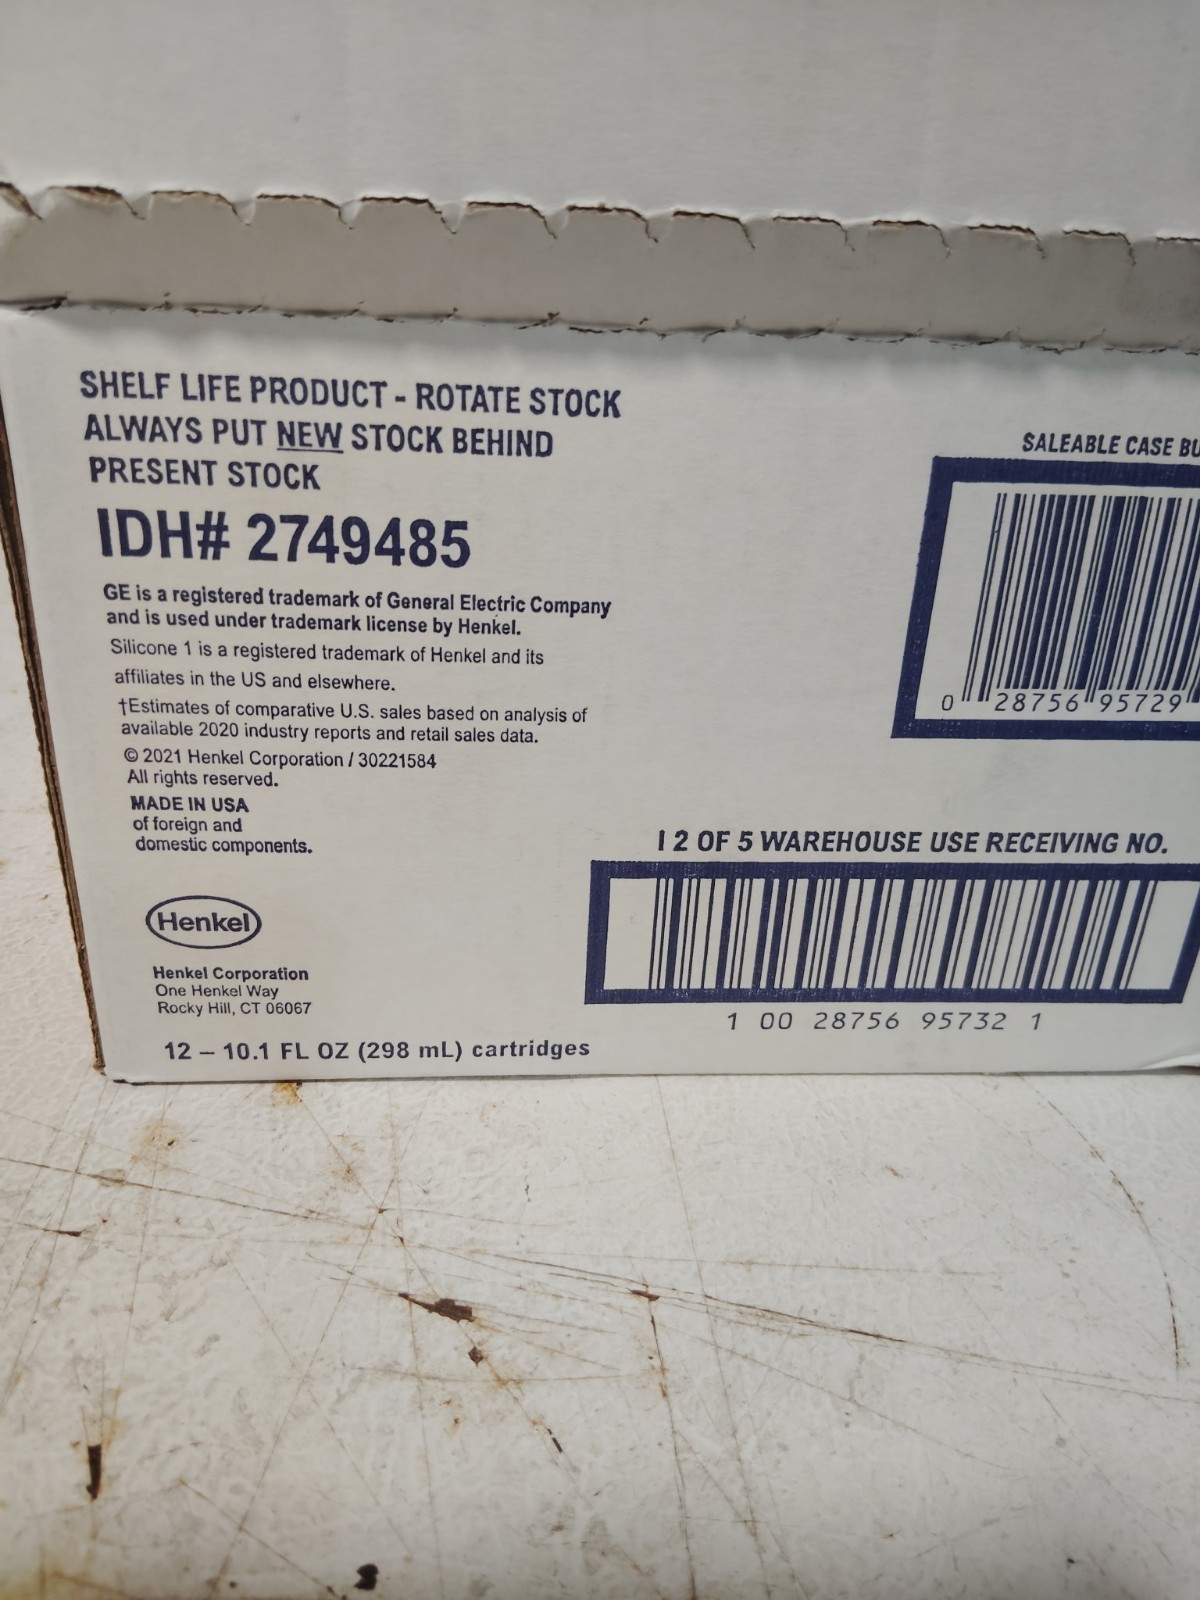 SHELF LIFE PRODUCT - ROTATE STOCK
ALWAYS PUT NEW STOCK BEHIND
PRESENT STOCK
IDH# 2749485
GE is a registered trademark of General Electric Company
and is used under trademark license by Henkel.
Silicone 1 is a registered trademark of Henkel and its
affiliates in the US and elsewhere.
†Estimates of comparative U.S. sales based on analysis of
available 2020 industry reports and retail sales data.
© 2021 Henkel Corporation / 30221584
All rights reserved.
MADE IN USA
of foreign and
domestic components.
Henkel
Henkel Corporation
One Henkel Way
Rocky Hill, CT 06067
12 – 10.1 FL OZ (298 mL) cartridges
SALEABLE CASE
0 28756 95729
I 2 OF 5 WAREHOUSE USE RECEIVING NO.
1 00 28756 95732 1